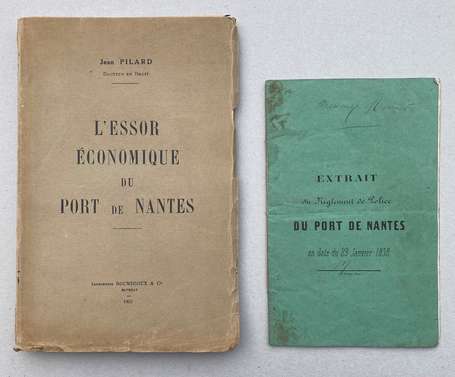 Jean PILARD
DOCTEUR EN DROIT
L'ESSOR
ÉCONOMIQUE
DU
PORT DE NANTES
EXTRAIT
du Règlement de Police
DU PORT DE NANTES
en date du 29 Janvier 1858